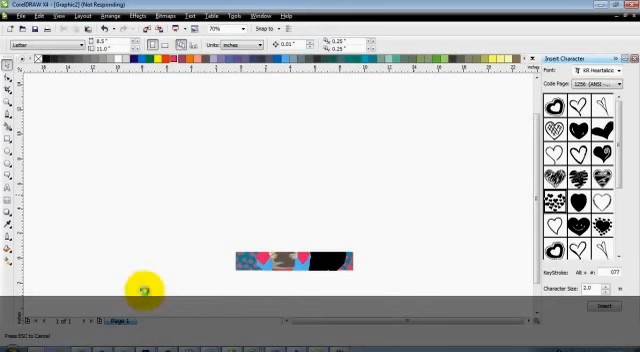 CorelDRAW X4 - [Graphic2] (Not Responding)
File Edit View Layout Arrange Effects Bitmaps Text Table Tools Window Help
70% Snap to
Letter 8.5" 11.0" Units: inches 0.01" 0.25" 0.25"
Insert Character
Font: KR Heartalicio
Code Page: 1256 (ANSI -...
KeyStroke: Alt + #: 077
Character Size: 2.0
Insert
1 of 1 Page 1
Press ESC to Cancel